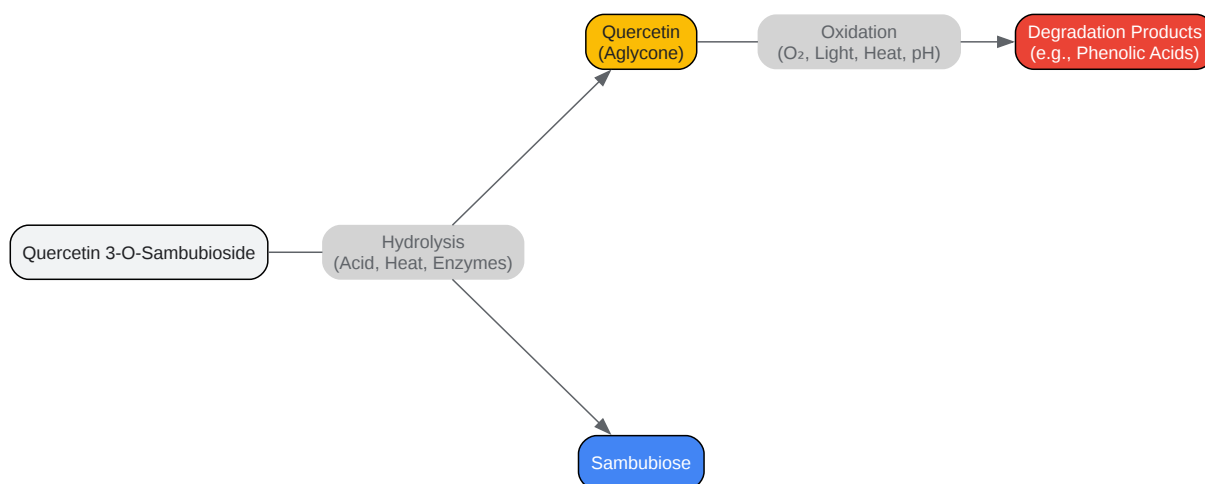 Quercetin
(Aglycone)
Oxidation
(O₂, Light, Heat, pH)
Degradation Products
(e.g., Phenolic Acids)
Quercetin 3-O-Sambubioside
Hydrolysis
(Acid, Heat, Enzymes)
Sambubiose